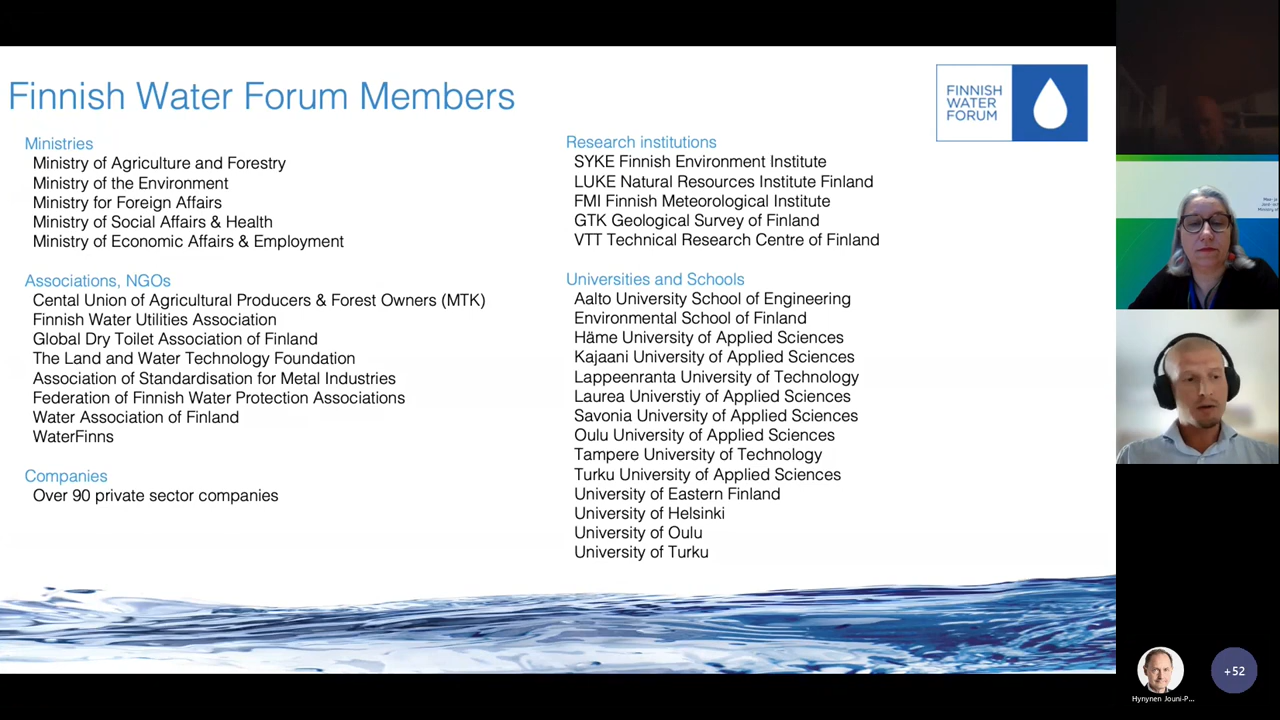 Finnish Water Forum Members
FINNISH
WATER
FORUM
Ministries
Ministry of Agriculture and Forestry
Ministry of the Environment
Ministry for Foreign Affairs
Ministry of Social Affairs & Health
Ministry of Economic Affairs & Employment
Associations, NGOs
Cental Union of Agricultural Producers & Forest Owners (MTK)
Finnish Water Utilities Association
Global Dry Toilet Association of Finland
The Land and Water Technology Foundation
Association of Standardisation for Metal Industries
Federation of Finnish Water Protection Associations
Water Association of Finland
WaterFinns
Companies
Over 90 private sector companies
Research institutions
SYKE Finnish Environment Institute
LUKE Natural Resources Institute Finland
FMI Finnish Meteorological Institute
GTK Geological Survey of Finland
VTT Technical Research Centre of Finland
Universities and Schools
Aalto University School of Engineering
Environmental School of Finland
Häme University of Applied Sciences
Kajaani University of Applied Sciences
Lappeenranta University of Technology
Laurea Universtiy of Applied Sciences
Savonia University of Applied Sciences
Oulu University of Applied Sciences
Tampere University of Technology
Turku University of Applied Sciences
University of Eastern Finland
University of Helsinki
University of Oulu
University of Turku
Hynynen Jouni-P...
+52